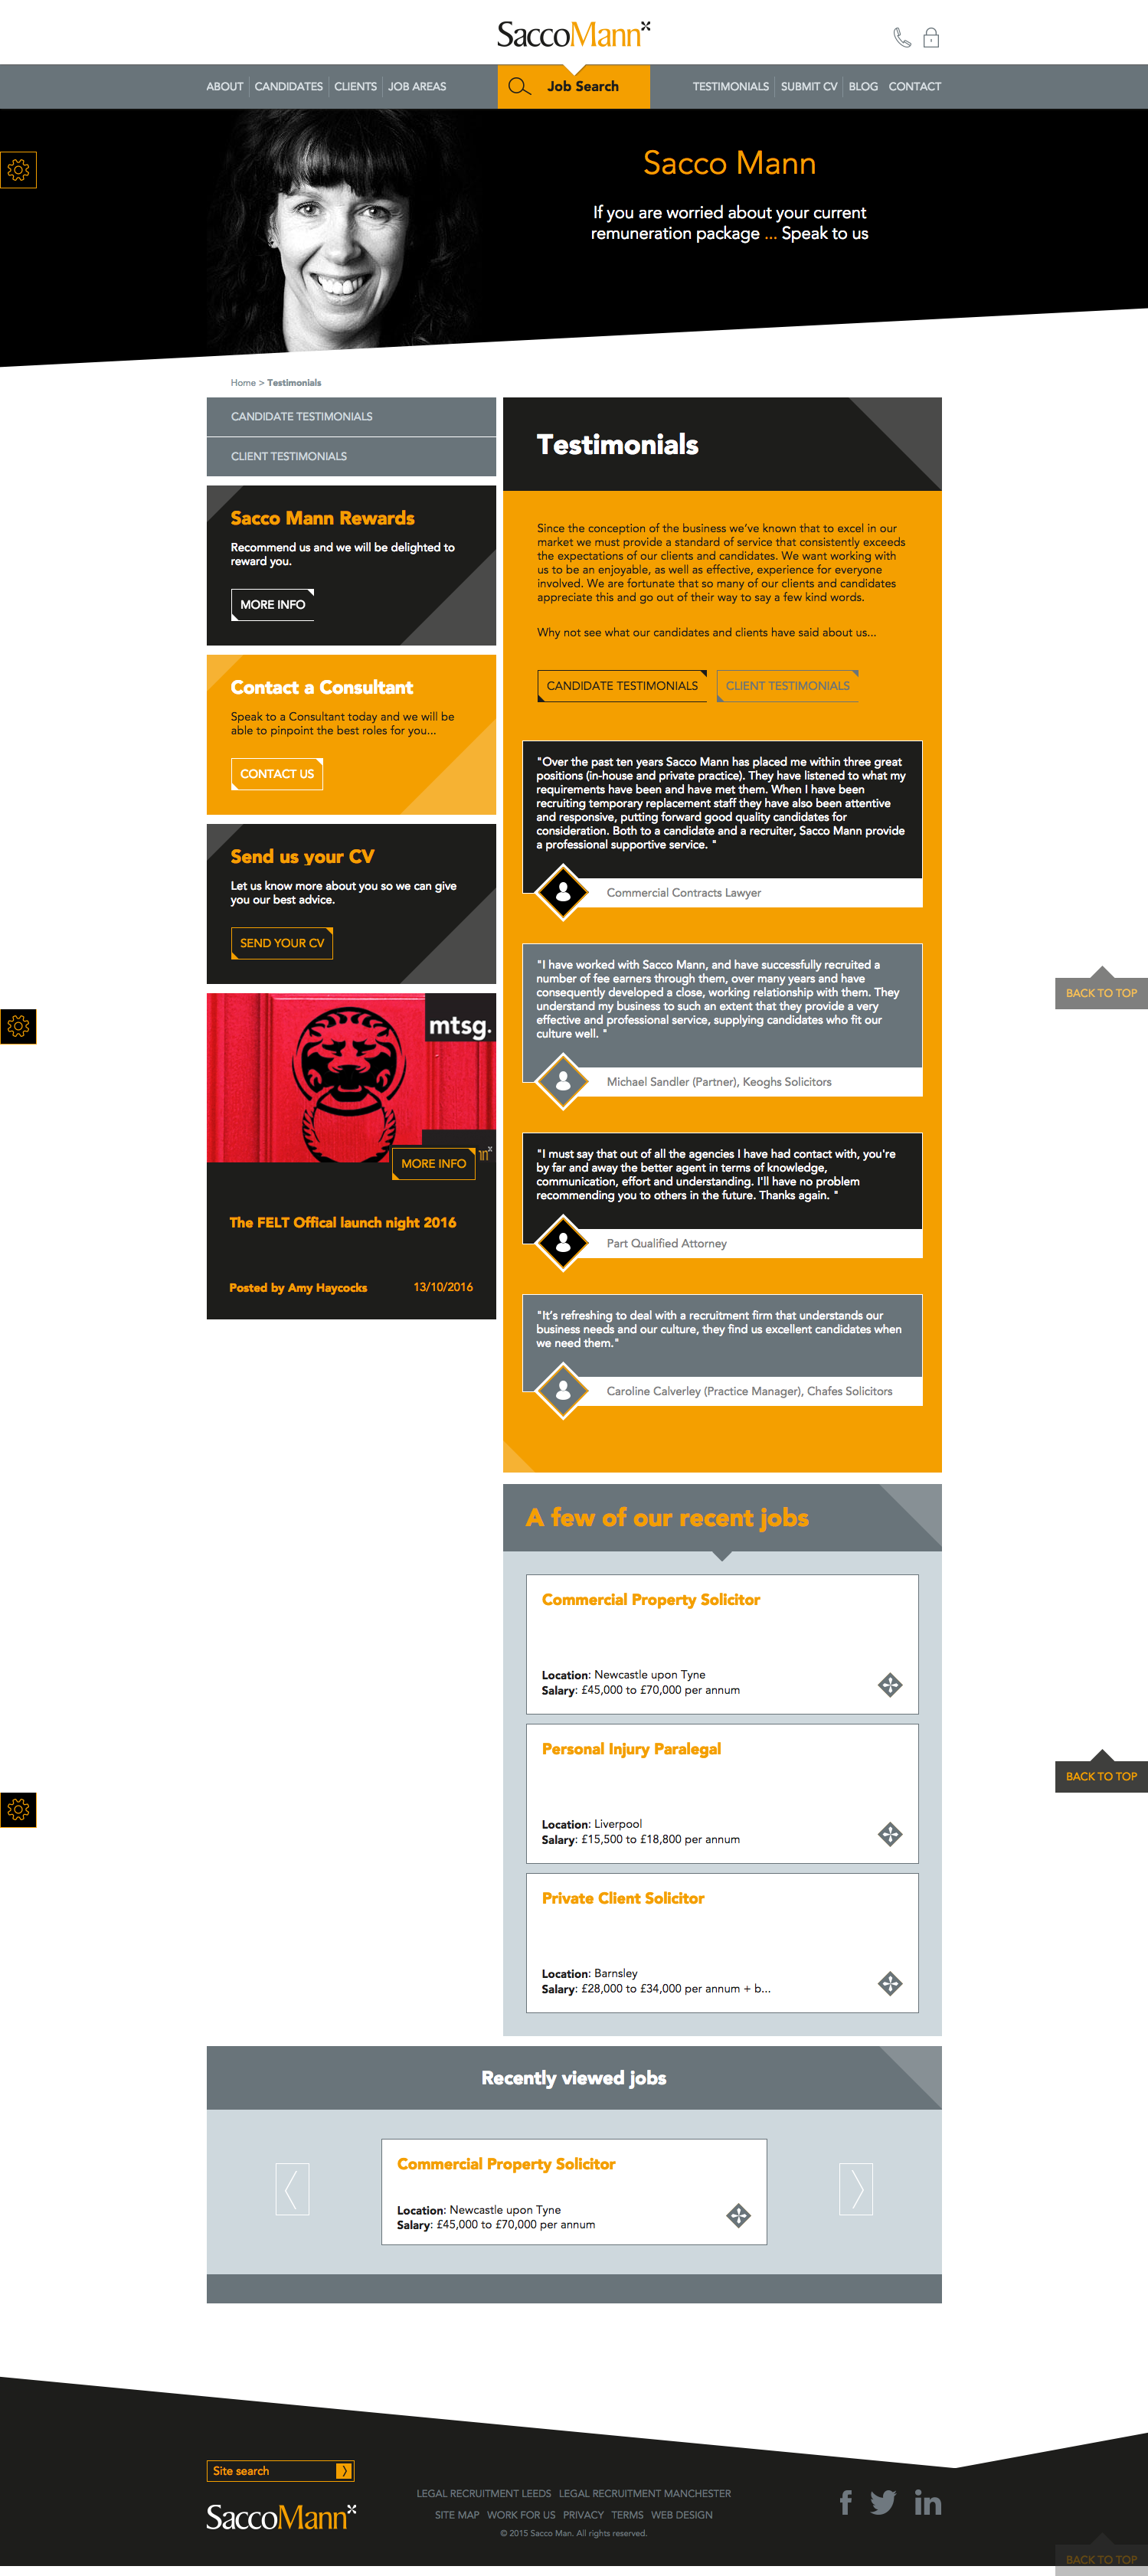 SaccoMann
ABOUT CANDIDATES CLIENTS JOB AREAS
Job Search
TESTIMONIALS SUBMIT CV BLOG CONTACT
Sacco Mann
If you are worried about your current
remuneration package ... Speak to us
Home > Testimonials
CANDIDATE TESTIMONIALS
CLIENT TESTIMONIALS
Sacco Mann Rewards
Recommend us and we will be delighted to
reward you.
MORE INFO
Contact a Consultant
Speak to a Consultant today and we will be
able to pinpoint the best roles for you...
CONTACT US
Send us your CV
Let us know more about you so we can give
you our best advice.
SEND YOUR CV
mtsg.
MORE INFO
The FELT Offical launch night 2016
Posted by Amy Haycocks 13/10/2016
Testimonials
Since the conception of the business we've known that to excel in our
market we must provide a standard of service that consistently exceeds
the expectations of our clients and candidates. We want working with
us to be an enjoyable, as well as effective, experience for everyone
involved. We are fortunate that so many of our clients and candidates
appreciate this and go out of their way to say a few kind words.
Why not see what our candidates and clients have said about us...
CANDIDATE TESTIMONIALS CLIENT TESTIMONIALS
"Over the past ten years Sacco Mann has placed me within three great
positions (in-house and private practice). They have listened to what my
requirements have been and have met them. When I have been
recruiting temporary replacement staff they have also been attentive
and responsive, putting forward good quality candidates for
consideration. Both to a candidate and a recruiter, Sacco Mann provide
a professional supportive service. "
Commercial Contracts Lawyer
"I have worked with Sacco Mann, and have successfully recruited a
number of fee earners through them, over many years and have
consequently developed a close, working relationship with them. They
understand my business to such an extent that they provide a very
effective and professional service, supplying candidates who fit our
culture well. "
Michael Sandler (Partner), Keoghs Solicitors
"I must say that out of all the agencies I have had contact with, you're
by far and away the better agent in terms of knowledge,
communication, effort and understanding. I'll have no problem
recommending you to others in the future. Thanks again. "
Part Qualified Attorney
"It's refreshing to deal with a recruitment firm that understands our
business needs and our culture, they find us excellent candidates when
we need them."
Caroline Calverley (Practice Manager), Chafes Solicitors
BACK TO TOP
A few of our recent jobs
Commercial Property Solicitor
Location: Newcastle upon Tyne
Salary: £45,000 to £70,000 per annum
Personal Injury Paralegal
Location: Liverpool
Salary: £15,500 to £18,800 per annum
BACK TO TOP
Private Client Solicitor
Location: Barnsley
Salary: £28,000 to £34,000 per annum + b...
Recently viewed jobs
Commercial Property Solicitor
Location: Newcastle upon Tyne
Salary: £45,000 to £70,000 per annum
Site search
SaccoMann
LEGAL RECRUITMENT LEEDS LEGAL RECRUITMENT MANCHESTER
SITE MAP WORK FOR US PRIVACY TERMS WEB DESIGN
© 2015 Sacco Man. All rights reserved.
BACK TO TOP